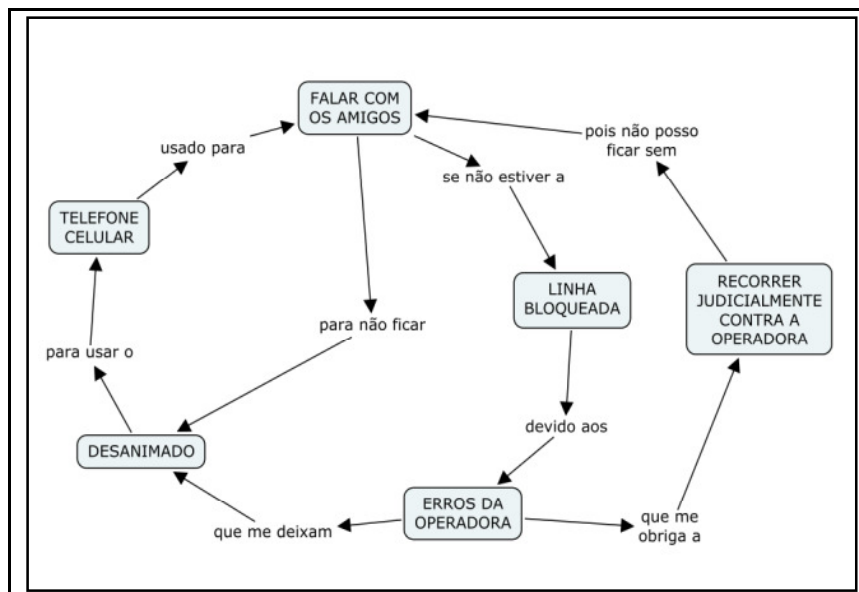 FALAR COM
OS AMIGOS
usado para
pois não posso
ficar sem
se não estiver a
TELEFONE
CELULAR
LINHA
BLOQUEADA
RECORRER
JUDICIALMENTE
CONTRA A
OPERADORA
para não ficar
para usar o
devido aos
DESANIMADO
ERROS DA
OPERADORA
que me deixam
que me
obriga a